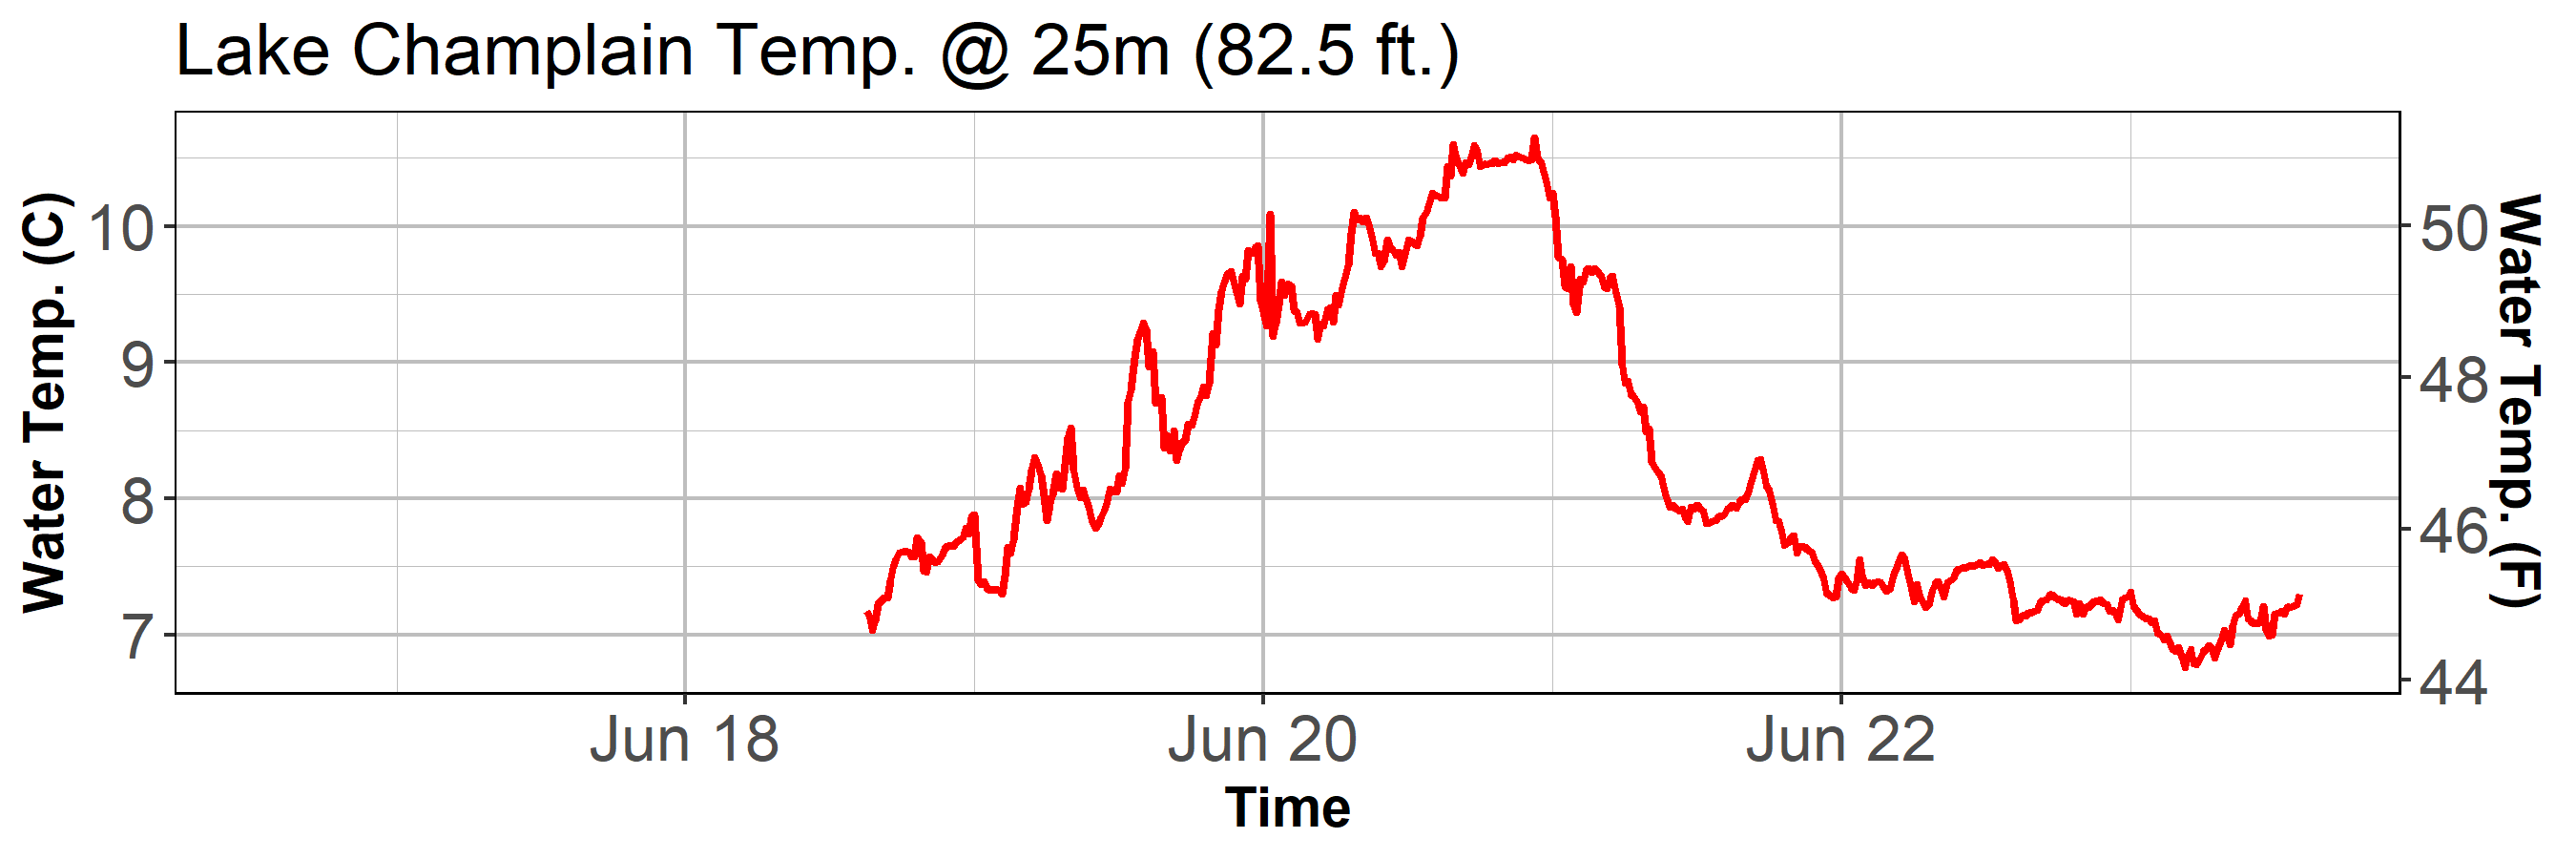 Lake Champlain Temp. @ 25m (82.5 ft.)
Water Temp. (C)
10
9
8
7
50
48
46
44
Water Temp. (F)
Jun 18
Jun 20
Jun 22
Time